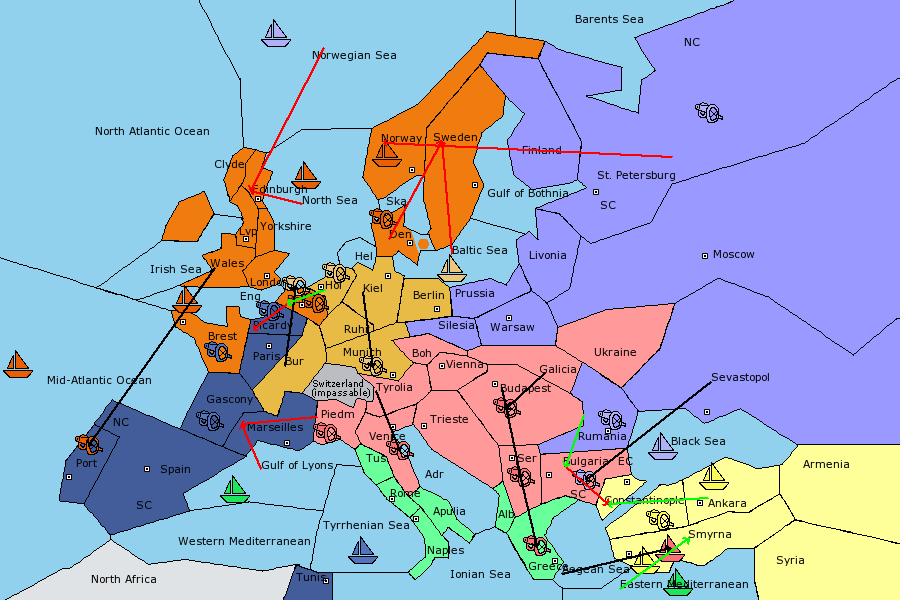 Barents Sea
NC
Norwegian Sea
North Atlantic Ocean
Norway
Sweden
Finland
Clyde
St. Petersburg
Edinburgh
Gulf of Bothnia
North Sea
Ska
SC
Yorkshire
Lvp
Den
Baltic Sea
Moscow
Irish Sea
Wales
Hel
Livonia
London
Hol
Kiel
Eng
Berlin
Prussia
Picardy
Silesia
Warsaw
Brest
Ruhr
Paris
Bur
Munich
Boh
Ukraine
Vienna
Galicia
Mid-Atlantic Ocean
Switzerland
(impassable)
Tyrolia
Budapest
Sevastopol
Gascony
NC
Piedm
Marseilles
Trieste
Venice
Rumania
Black Sea
Port
Spain
Gulf of Lyons
Tus
Ser
Bulgaria
EC
Armenia
Adr
SC
Rome
Constantinople
Ankara
SC
Apulia
Alb
Tyrrhenian Sea
Smyrna
Western Mediterranean
Naples
Greece
Aegean Sea
Syria
North Africa
Tunis
Ionian Sea
Eastern Mediterranean